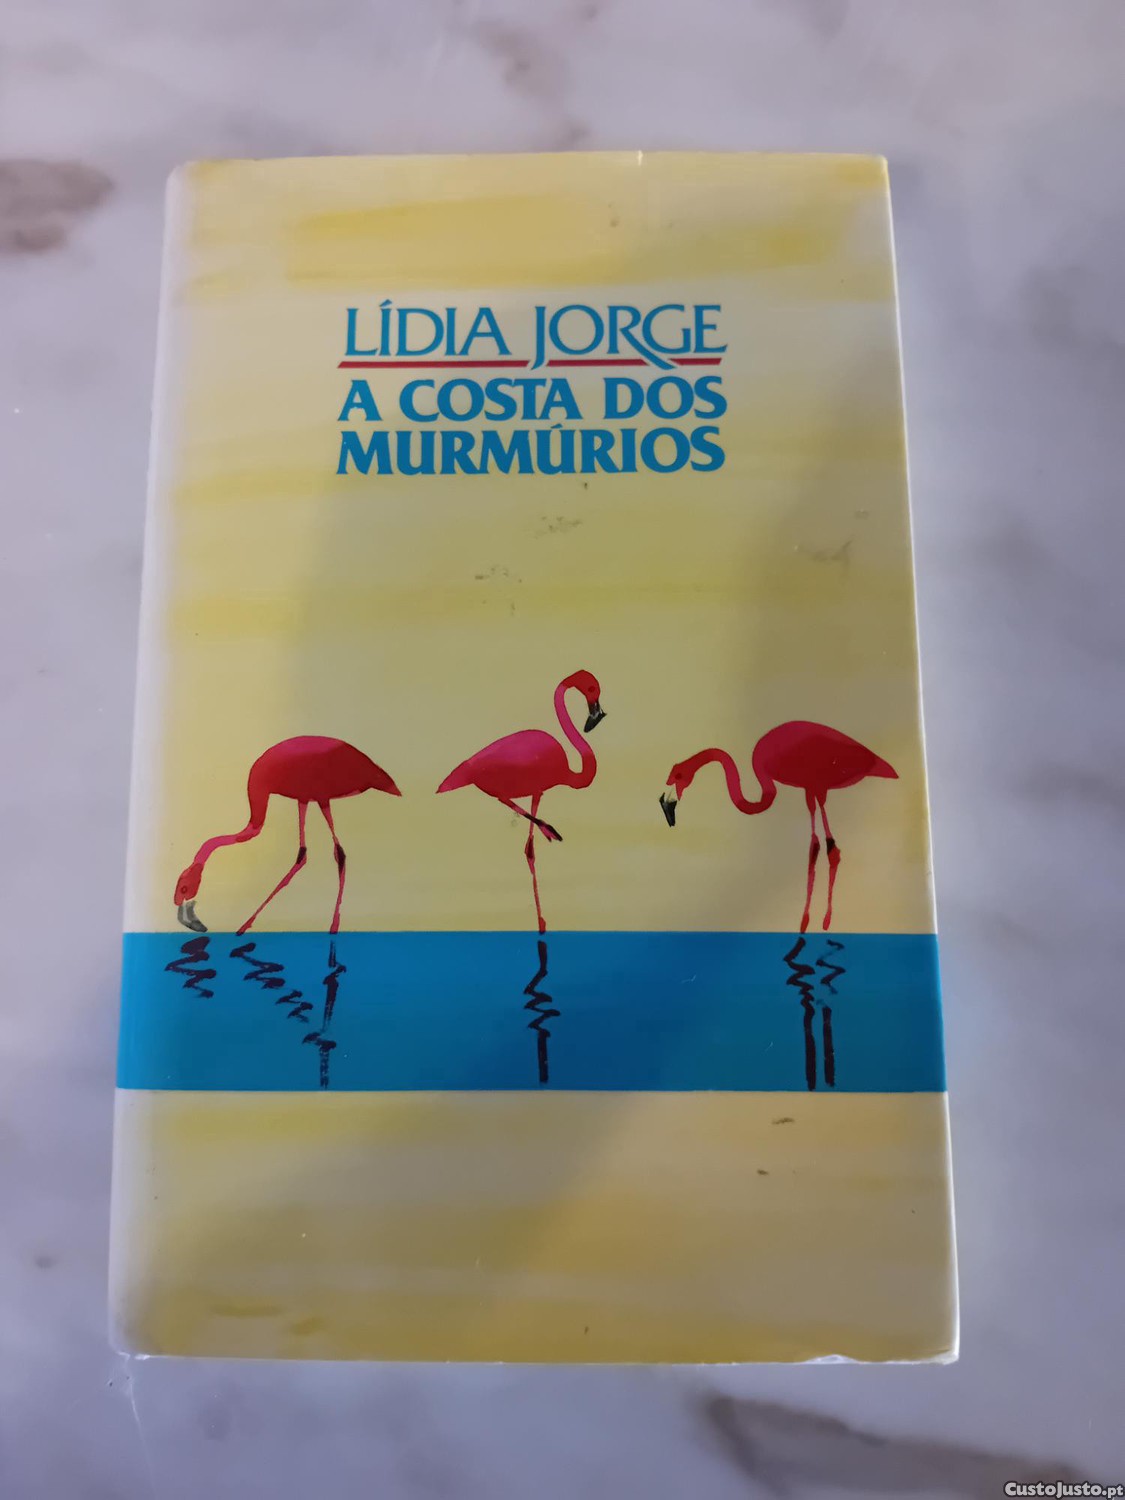 LÍDIA JORGE
A COSTA DOS
MURMÚRIOS
CustoJusto.pt